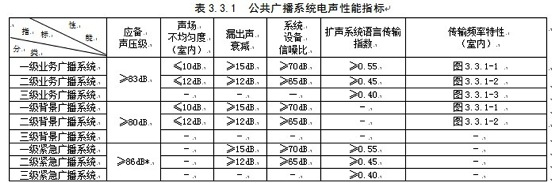 表 3.3.1 公共广播系统电声性能指标
指 标 性 能 分 类
应备声压级 声场不均匀度(室内) 漏出声衰减 系统设备信噪比 扩声系统语言传输指数 传输频率特性(室内)
一级业务广播系统 ≥83dB ≤10dB ≥15dB ≥70dB ≥0.55 图3.3.1-1
二级业务广播系统 ≤12dB ≥12dB ≥65dB ≥0.45 图3.3.1-2
三级业务广播系统 - - - ≥0.40 图3.3.1-3
一级背景广播系统 ≥80dB ≤10dB ≥15dB ≥70dB - 图3.3.1-1
二级背景广播系统 ≤12dB ≥12dB ≥65dB - 图3.3.1-2
三级背景广播系统 - - - - -
一级紧急广播系统 ≥86dB* - ≥15dB ≥70dB ≥0.55 -
二级紧急广播系统 - ≥12dB ≥65dB ≥0.45 -
三级紧急广播系统 - - - ≥0.40 -